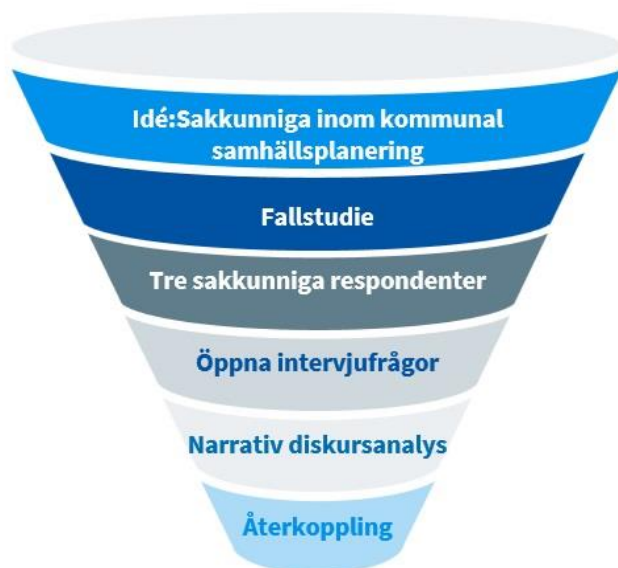 Idé:Sakkunniga inom kommunal
samhällsplanering
Fallstudie
Tre sakkunniga respondenter
Öppna intervjufrågor
Narrativ diskursanalys
Återkoppling